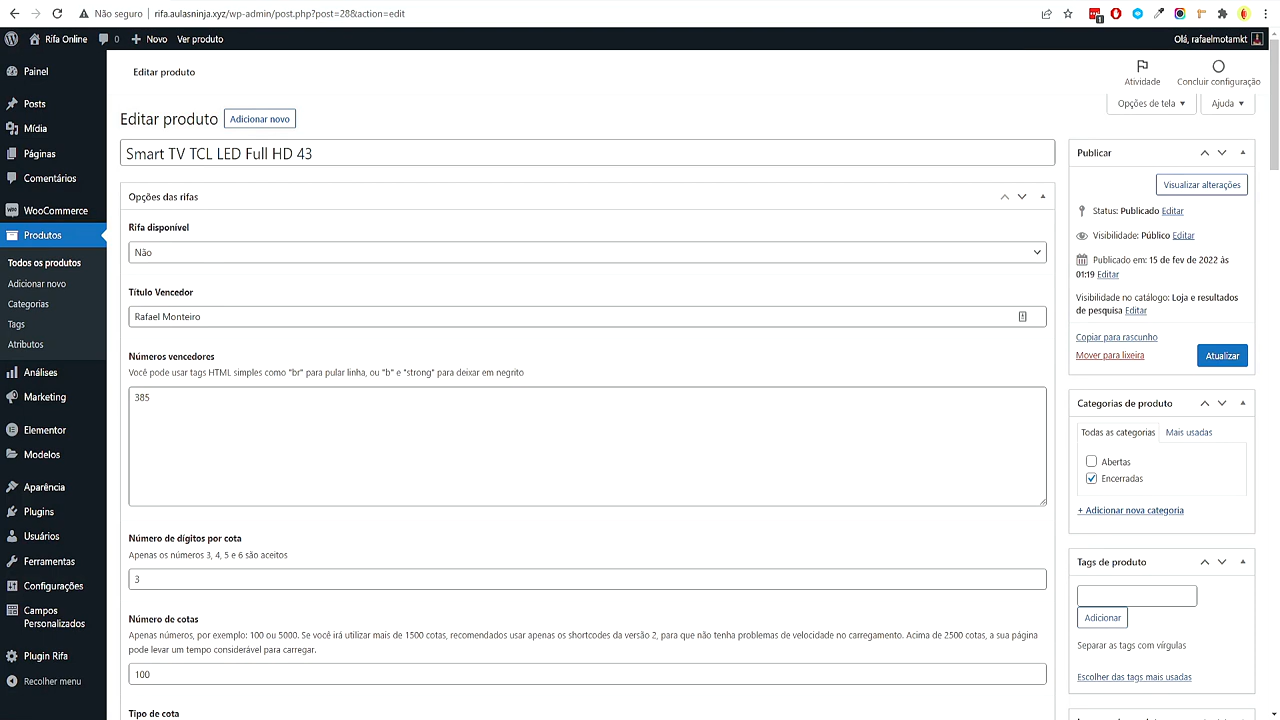 Não seguro | rifa.aulasninja.xyz/wp-admin/post.php?post=28&action=edit
1
Rifa Online 0 Novo Ver produto Olá, rafaelmotamkt
Painel
Posts
Mídia
Páginas
Comentários
WooCommerce
Produtos
Todos os produtos
Adicionar novo
Categorias
Tags
Atributos
Análises
Marketing
Elementor
Modelos
Aparência
Plugins
Usuários
Ferramentas
Configurações
Campos
Personalizados
Plugin Rifa
Recolher menu
Editar produto
Atividade
Concluir configuração
Opções de tela ▼
Ajuda ▼
Editar produto
Adicionar novo
Smart TV TCL LED Full HD 43
Opções das rifas
Rifa disponível
Não
Título Vencedor
Rafael Monteiro
Números vencedores
Você pode usar tags HTML simples como "br" para pular linha, ou "b" e "strong" para deixar em negrito
385
Número de dígitos por cota
Apenas os números 3, 4, 5 e 6 são aceitos
3
Número de cotas
Apenas números, por exemplo: 100 ou 5000. Se você irá utilizar mais de 1500 cotas, recomendados usar apenas os shortcodes da versão 2, para que não tenha problemas de velocidade no carregamento. Acima de 2500 cotas, a sua página
pode levar um tempo considerável para carregar.
100
Tipo de cota
Publicar
Visualizar alterações
Status: Publicado Editar
Visibilidade: Público Editar
Publicado em: 15 de fev de 2022 às
01:19 Editar
Visibilidade no catálogo: Loja e resultados
de pesquisa Editar
Copiar para rascunho
Mover para lixeira
Atualizar
Categorias de produto
Todas as categorias Mais usadas
Abertas
Encerradas
+ Adicionar nova categoria
Tags de produto
Adicionar
Separar as tags com vírgulas
Escolher das tags mais usadas